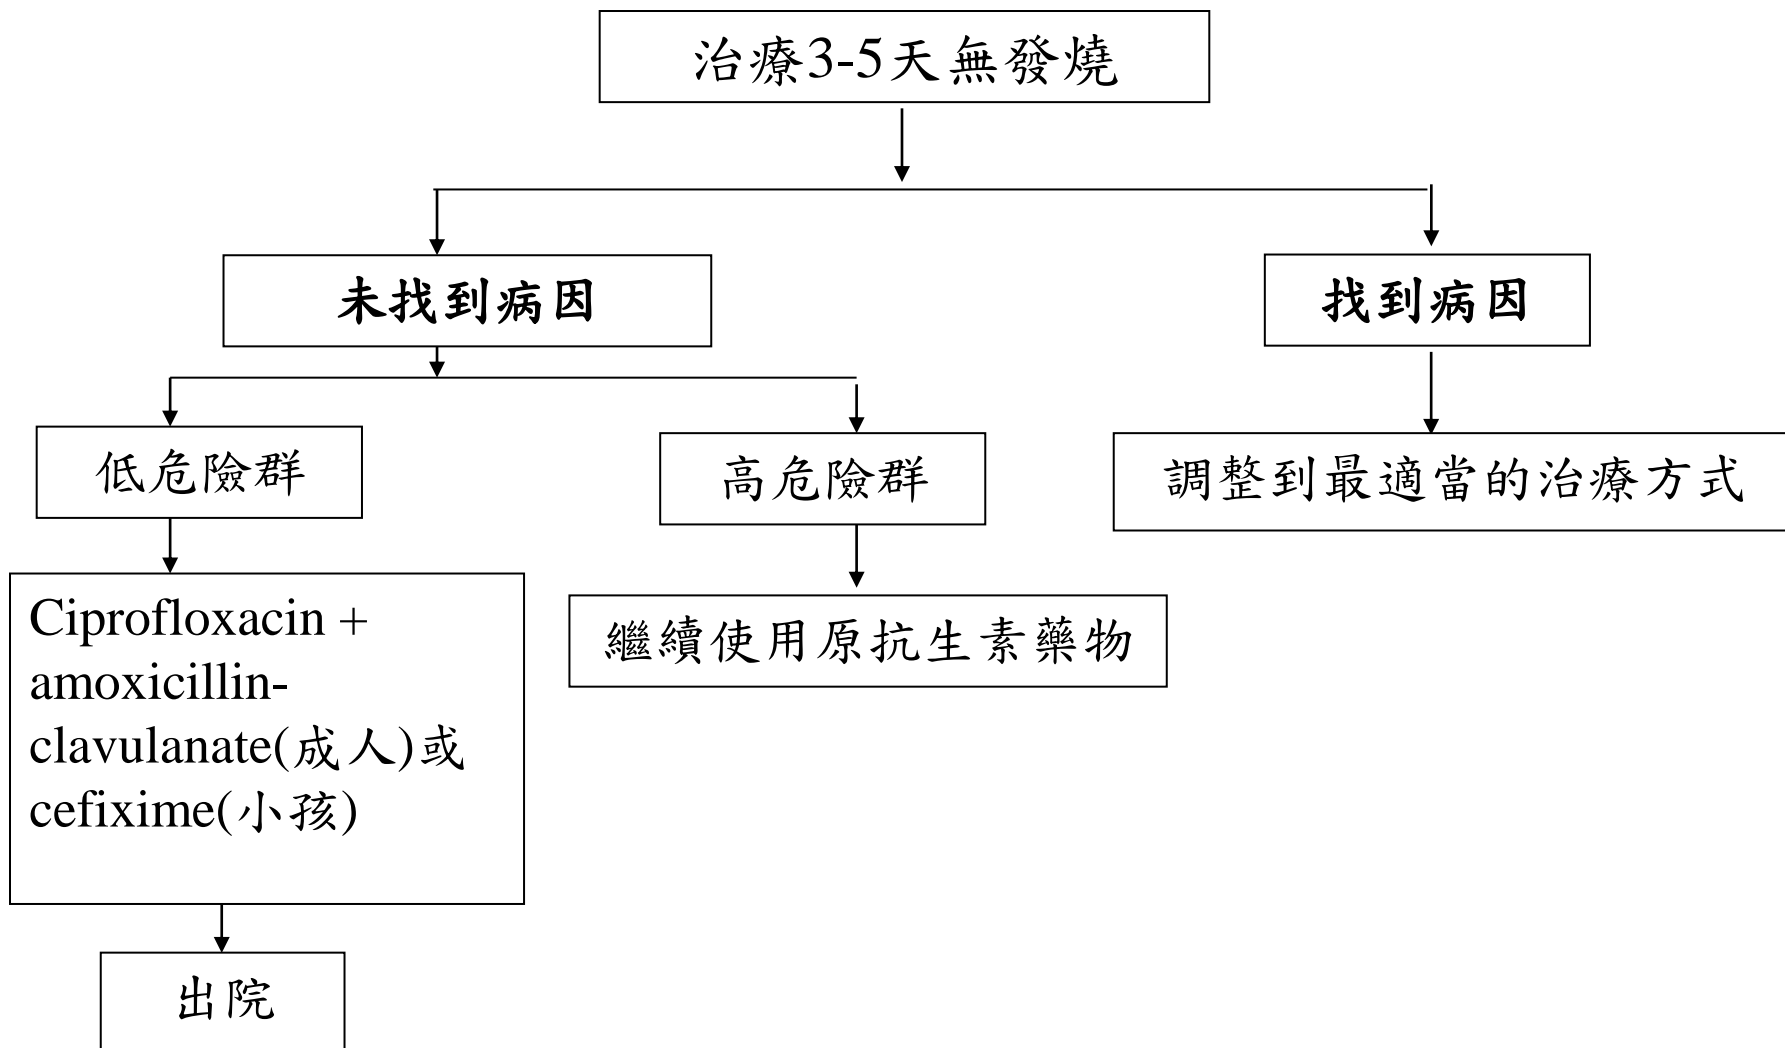 治療3-5天無發燒
未找到病因
找到病因
低危險群
高危險群
調整到最適當的治療方式
Ciprofloxacin +
amoxicillin-
clavulanate(成人)或
cefixime(小孩)
繼續使用原抗生素藥物
出院